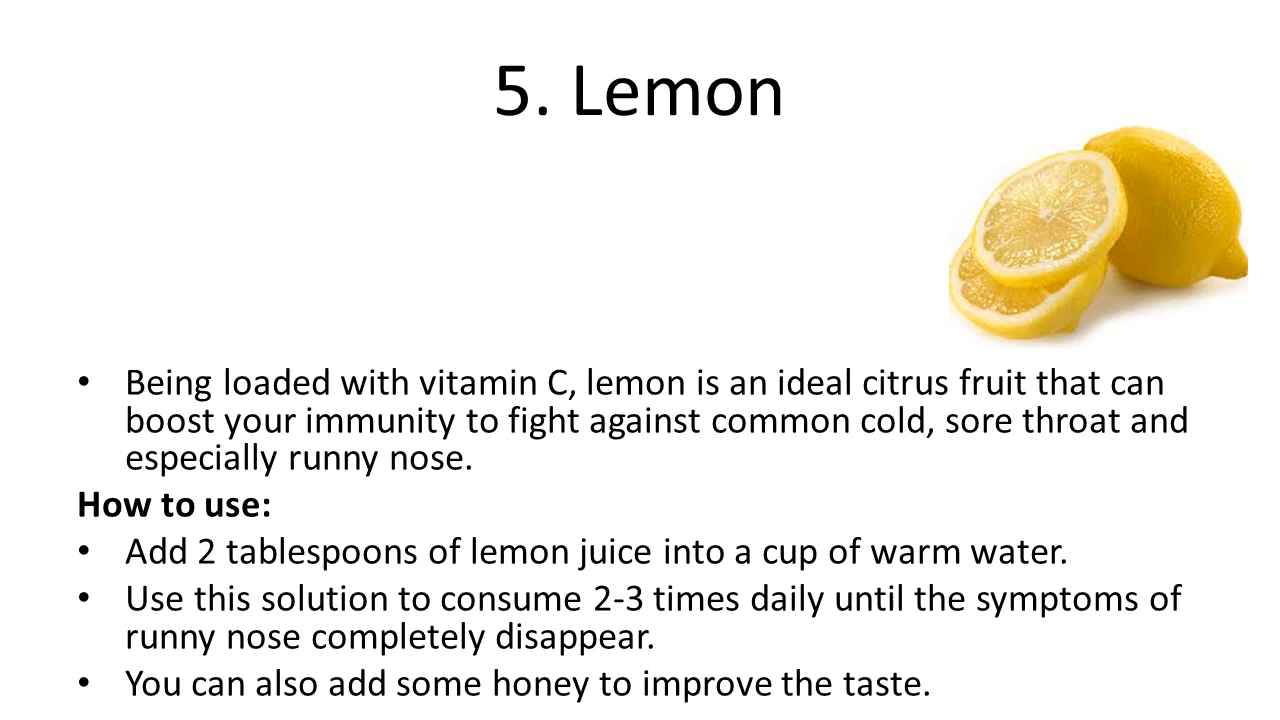 5. Lemon
• Being loaded with vitamin C, lemon is an ideal citrus fruit that can
boost your immunity to fight against common cold, sore throat and
especially runny nose.
How to use:
• Add 2 tablespoons of lemon juice into a cup of warm water.
• Use this solution to consume 2-3 times daily until the symptoms of
runny nose completely disappear.
• You can also add some honey to improve the taste.